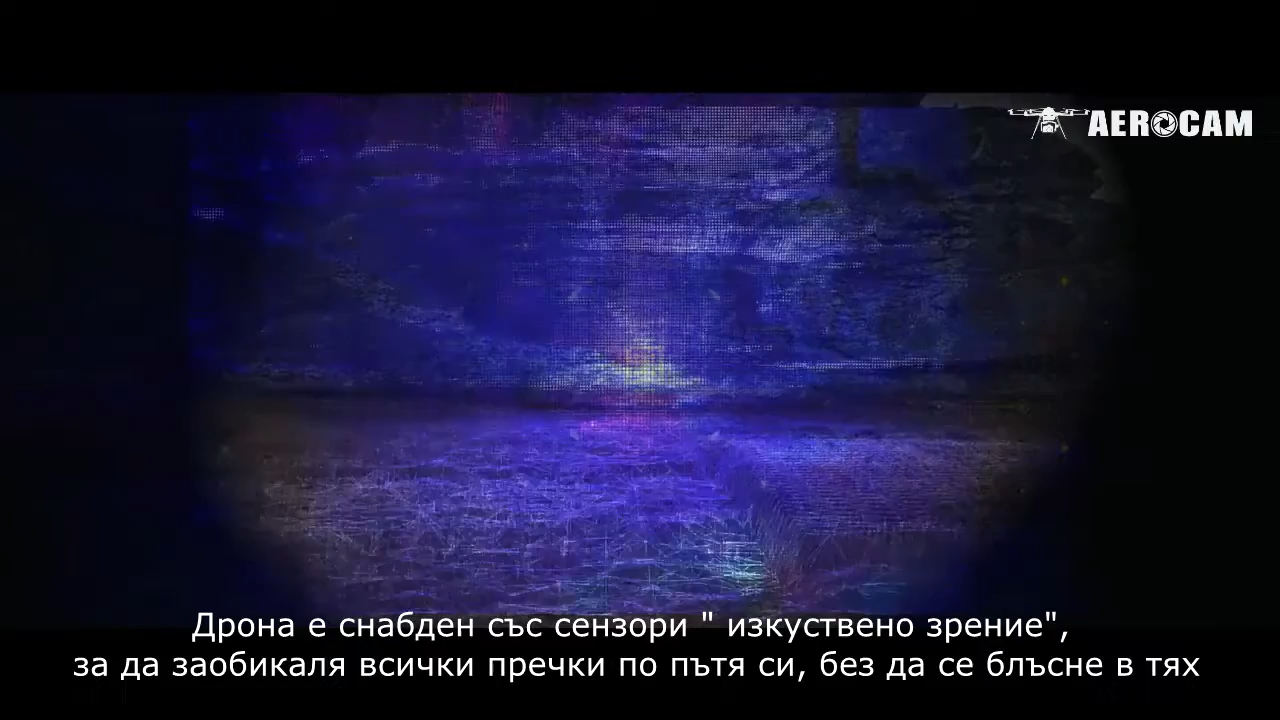 AEROCAM
Дрона е снабден със сензори " изкуствено зрение",
за да заобикаля всички пречки по пътя си, без да се блъсне в тях